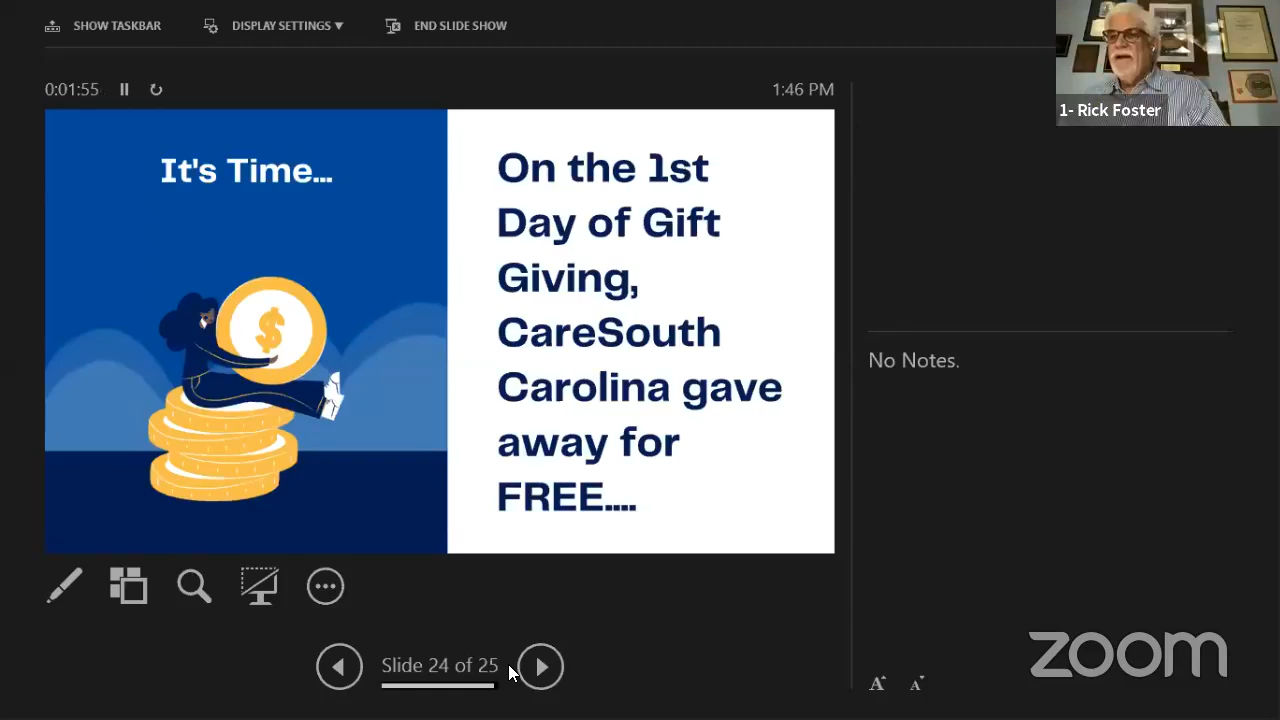 SHOW TASKBAR
DISPLAY SETTINGS ▼
END SLIDE SHOW
1- Rick Foster
0:01:55
1:46 PM
It's Time...
$
On the 1st
Day of Gift
Giving,
CareSouth
Carolina gave
away for
FREE....
No Notes.
Slide 24 of 25
A A
zoom